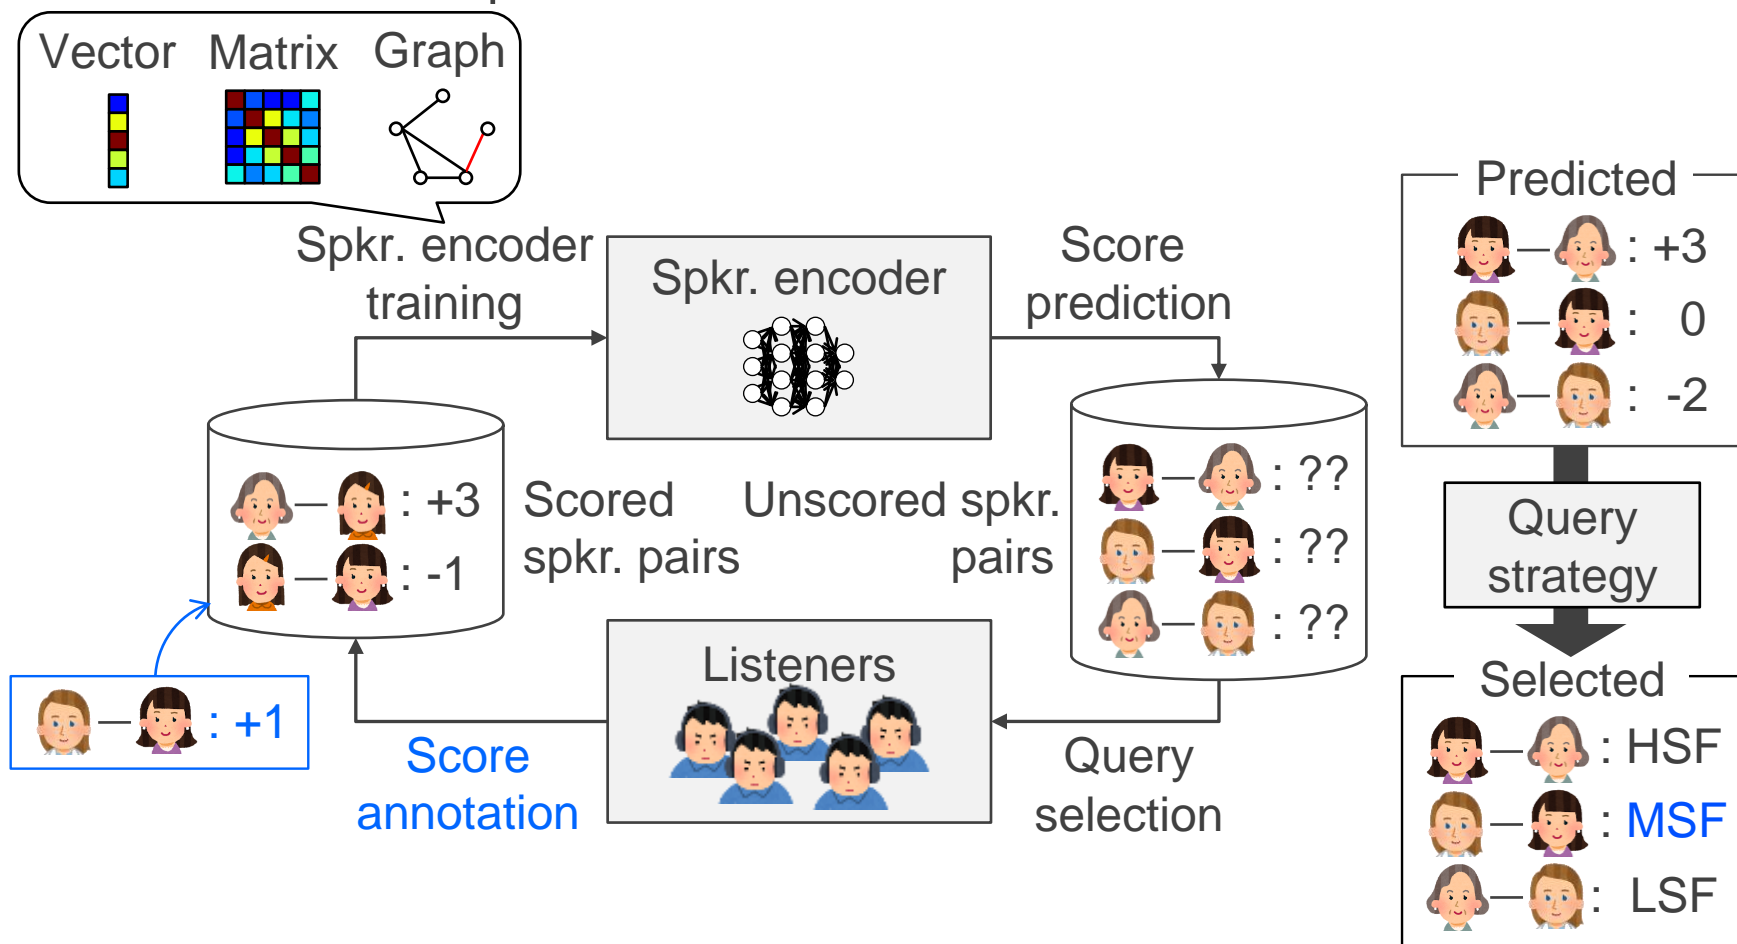 Vector Matrix Graph
Spkr. encoder
training
Spkr. encoder
Score
prediction
Scored
spkr. pairs
: +3
: -1
Unscored spkr.
pairs
: ??
: ??
: ??
Listeners
Query
selection
Score
annotation
: +1
Predicted
: +3
: 0
: -2
Query
strategy
Selected
: HSF
: MSF
: LSF